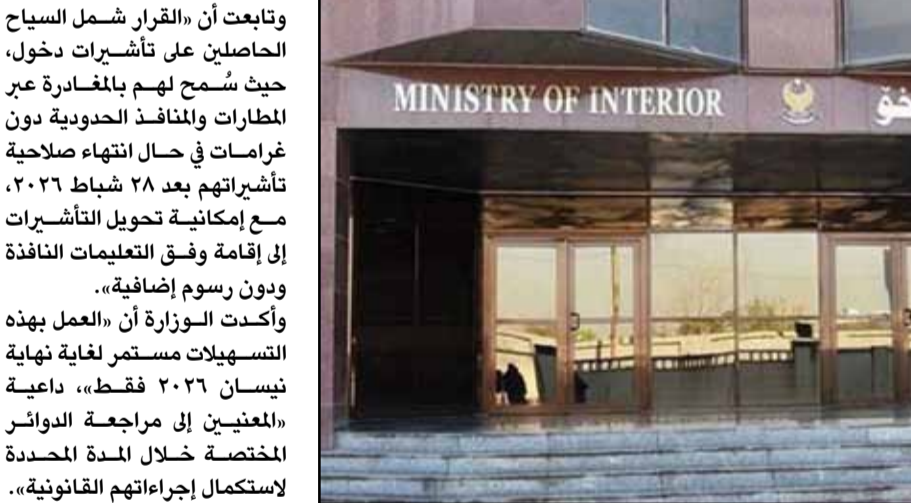 وتابعت أن «القرار شمل السياح
الحاصلين على تأشيرات دخول،
حيث سُمح لهم بالمغادرة عبر
المطارات والمنافذ الحدودية دون
غرامات في حال انتهاء صلاحية
تأشيراتهم بعد ٢٨ شباط ٢٠٢٦،
مع إمكانية تحويل التأشيرات
إلى إقامة وفق التعليمات النافذة
ودون رسوم إضافية».
وأكدت الوزارة أن «العمل بهذه
التسهيلات مستمر لغاية نهاية
نيسان ٢٠٢٦ فقط»، داعية
«المعنيين إلى مراجعة الدوائر
المختصة خلال المدة المحددة
لاستكمال إجراءاتهم القانونية».
MINISTRY OF INTERIOR